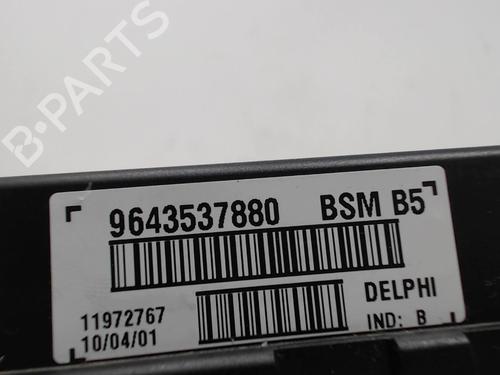 B-PARTS
9643537880 BSM B5
11972767 DELPHI
10/04/01 IND: B